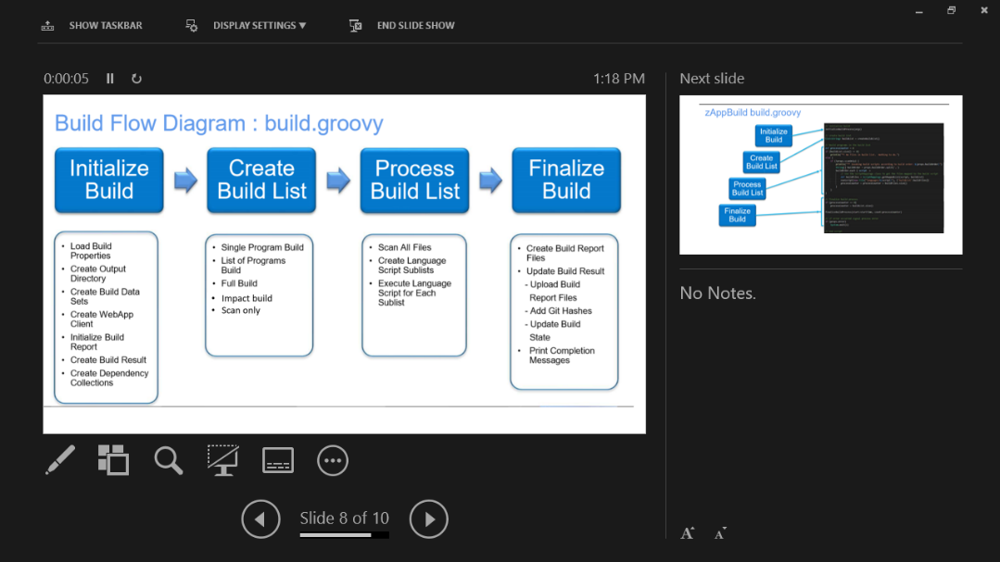 SHOW TASKBAR
DISPLAY SETTINGS ▼
END SLIDE SHOW
0:00:05
1:18 PM
Build Flow Diagram : build.groovy
Initialize
Build
Create
Build List
Process
Build List
Finalize
Build
• Load Build
Properties
• Create Output
Directory
• Create Build Data
Sets
• Create WebApp
Client
• Initialize Build
Report
• Create Build Result
• Create Dependency
Collections
• Single Program Build
• List of Programs
Build
• Full Build
• Impact build
• Scan only
• Scan All Files
• Create Language
Script Sublists
• Execute Language
Script for Each
Sublist
• Create Build Report
Files
• Update Build Result
- Upload Build
Report Files
- Add Git Hashes
- Update Build
State
• Print Completion
Messages
Slide 8 of 10
Next slide
zAppBuild build.groovy
Initialize
Build
Create
Build List
Process
Build List
Finalize
Build
No Notes.
A A